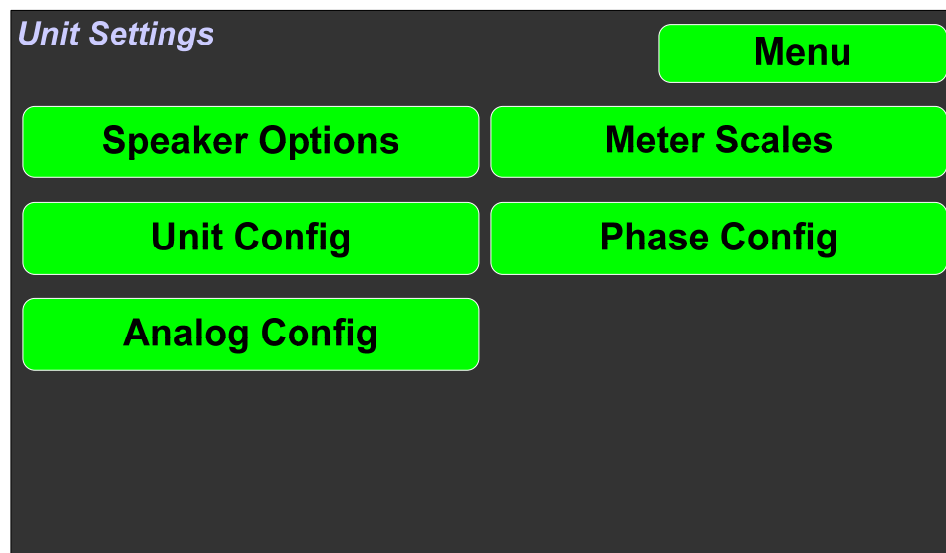 Unit Settings
Menu
Speaker Options
Meter Scales
Unit Config
Phase Config
Analog Config